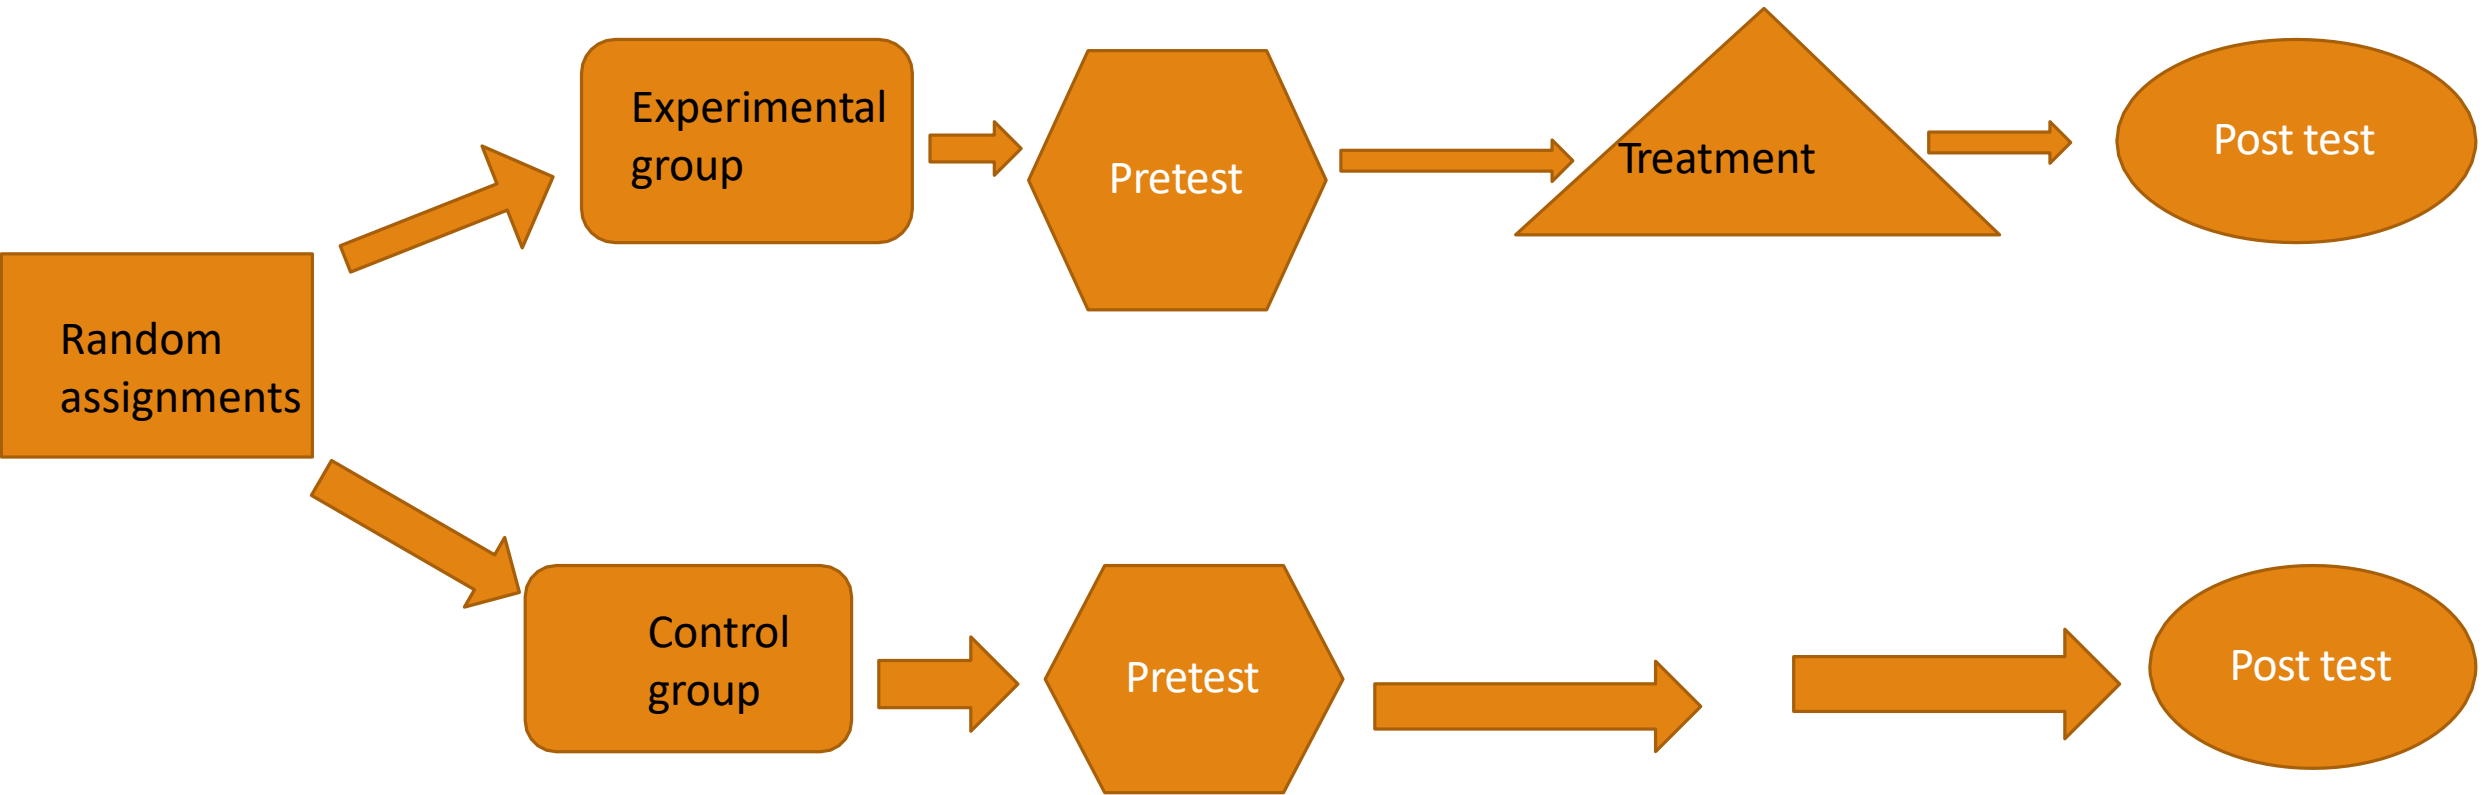 Experimental
group
Pretest
Treatment
Post test
Random
assignments
Control
group
Pretest
Post test